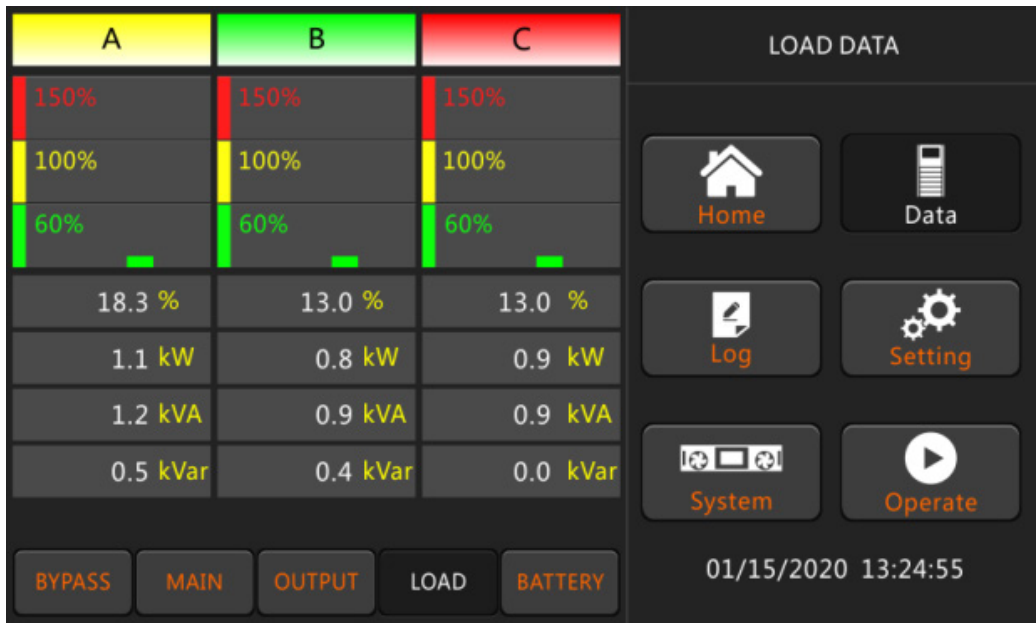 A B C
150% 150% 150%
100% 100% 100%
60% 60% 60%
18.3 % 13.0 % 13.0 %
1.1 kW 0.8 kW 0.9 kW
1.2 kVA 0.9 kVA 0.9 kVA
0.5 kVar 0.4 kVar 0.0 kVar
BYPASS MAIN OUTPUT LOAD BATTERY
LOAD DATA
Home Data
Log Setting
System Operate
01/15/2020 13:24:55